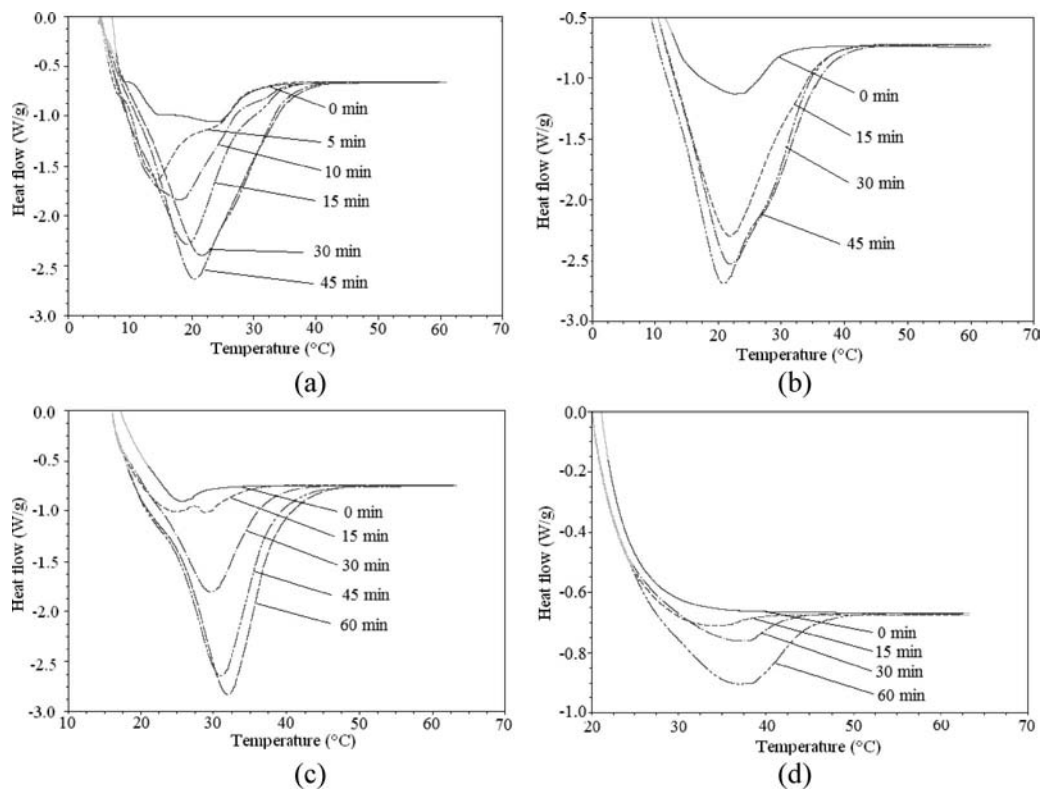 0.0
-0.5
-1.0
-1.5
-2.0
-2.5
-3.0
Heat flow (W/g)
0 min
5 min
10 min
15 min
30 min
45 min
0 10 20 30 40 50 60 70
Temperature (°C)
(a)
-0.5
-1.0
-1.5
-2.0
-2.5
-3.0
Heat flow (W/g)
0 min
15 min
30 min
45 min
0 10 20 30 40 50 60 70
Temperature (°C)
(b)
0.0
-0.5
-1.0
-1.5
-2.0
-2.5
-3.0
Heat flow (W/g)
0 min
15 min
30 min
45 min
60 min
10 20 30 40 50 60 70
Temperature (°C)
(c)
0.0
-0.2
-0.4
-0.6
-0.8
-1.0
Heat flow (W/g)
0 min
15 min
30 min
60 min
20 30 40 50 60 70
Temperature (°C)
(d)